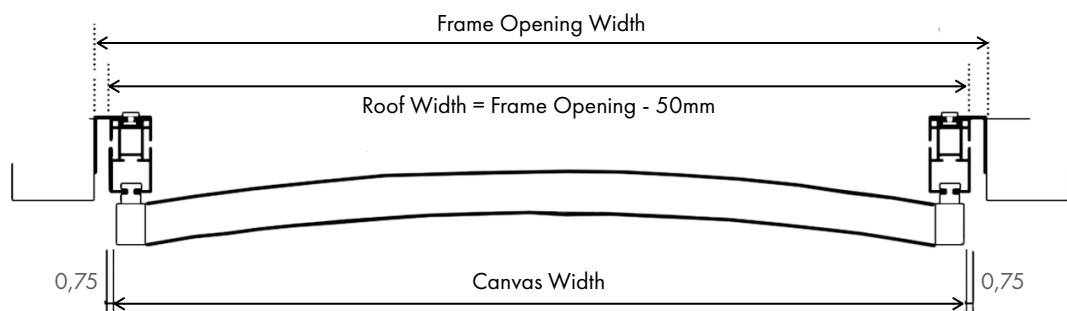 Frame Opening Width
Roof Width = Frame Opening - 50mm
0,75
Canvas Width
0,75